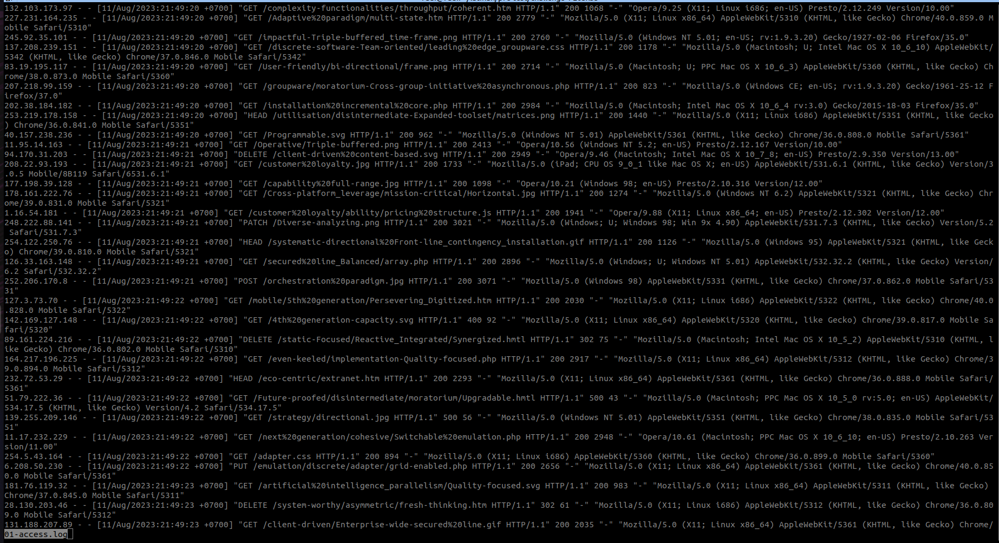 132.103.173.97 - - [11/Aug/2023:21:49:20 +0700] "GET /complexity-functionalities/throughput/coherent.htm HTTP/1.1" 200 1068 "-" "Opera/9.25 (X11; Linux i686; en-US) Presto/2.12.249 Version/10.00"
227.231.164.235 - - [11/Aug/2023:21:49:20 +0700] "GET /Adaptive%20paradigm/multi-state.htm HTTP/1.1" 200 2779 "-" "Mozilla/5.0 (X11; Linux x86_64) AppleWebKit/5310 (KHTML, like Gecko) Chrome/40.0.859.0 M
obile Safari/5310"
245.92.35.101 - - [11/Aug/2023:21:49:20 +0700] "GET /impactful-Triple-buffered_time-frame.png HTTP/1.1" 200 2760 "-" "Mozilla/5.0 (Windows NT 5.01; en-US; rv:1.9.3.20) Gecko/1927-02-06 Firefox/35.0"
137.208.239.151 - - [11/Aug/2023:21:49:20 +0700] "GET /discrete-software-Team-oriented/leading%20edge_groupware.css HTTP/1.1" 200 1178 "-" "Mozilla/5.0 (Macintosh; U; Intel Mac OS X 10_6_10) AppleWebKit/
5342 (KHTML, like Gecko) Chrome/37.0.846.0 Mobile Safari/5342"
83.19.195.117 - - [11/Aug/2023:21:49:20 +0700] "GET /User-friendly/bi-directional/frame.png HTTP/1.1" 200 2714 "-" "Mozilla/5.0 (Macintosh; U; PPC Mac OS X 10_6_3) AppleWebKit/5360 (KHTML, like Gecko) Ch
rome/38.0.873.0 Mobile Safari/5360"
207.218.99.159 - - [11/Aug/2023:21:49:20 +0700] "GET /groupware/moratorium-Cross-group-initiative%20asynchronous.php HTTP/1.1" 200 823 "-" "Mozilla/5.0 (Windows CE; en-US; rv:1.9.3.20) Gecko/1961-25-12 F
irefox/37.0"
202.38.184.182 - - [11/Aug/2023:21:49:20 +0700] "GET /installation%20incremental%20core.php HTTP/1.1" 200 2984 "-" "Mozilla/5.0 (Macintosh; Intel Mac OS X 10_6_4 rv:3.0) Gecko/2015-18-03 Firefox/35.0"
253.219.178.158 - - [11/Aug/2023:21:49:20 +0700] "HEAD /utilisation/disintermediate-Expanded-toolset/matrices.png HTTP/1.1" 200 1440 "-" "Mozilla/5.0 (X11; Linux i686) AppleWebKit/5351 (KHTML, like Gecko
) Chrome/36.0.841.0 Mobile Safari/5351"
40.157.238.236 - - [11/Aug/2023:21:49:20 +0700] "GET /Programmable.svg HTTP/1.1" 200 962 "-" "Mozilla/5.0 (Windows NT 5.01) AppleWebKit/5361 (KHTML, like Gecko) Chrome/36.0.808.0 Mobile Safari/5361"
11.95.14.163 - - [11/Aug/2023:21:49:21 +0700] "GET /Operative/Triple-buffered.png HTTP/1.1" 200 2413 "-" "Opera/10.56 (Windows NT 5.2; en-US) Presto/2.12.167 Version/10.00"
94.170.31.203 - - [11/Aug/2023:21:49:21 +0700] "DELETE /client-driven%20content-based.svg HTTP/1.1" 200 2949 "-" "Opera/9.46 (Macintosh; Intel Mac OS X 10_7_8; en-US) Presto/2.9.350 Version/13.00"
208.22.93.193 - - [11/Aug/2023:21:49:21 +0700] "GET /customer%20loyalty.jpg HTTP/1.1" 200 1733 "-" "Mozilla/5.0 (iPad; CPU OS 9_0_1 like Mac OS X; en-US) AppleWebKit/531.6.1 (KHTML, like Gecko) Version/3
.0.5 Mobile/8B119 Safari/6531.6.1"
177.198.39.128 - - [11/Aug/2023:21:49:21 +0700] "GET /capability%20full-range.jpg HTTP/1.1" 200 1098 "-" "Opera/10.21 (Windows 98; en-US) Presto/2.10.316 Version/12.00"
178.161.222.76 - - [11/Aug/2023:21:49:21 +0700] "GET /Cross-platform_leverage/mission-critical/Horizontal.jpg HTTP/1.1" 200 1274 "-" "Mozilla/5.0 (Windows NT 6.2) AppleWebKit/5321 (KHTML, like Gecko) Chr
ome/39.0.831.0 Mobile Safari/5321"
1.16.54.181 - - [11/Aug/2023:21:49:21 +0700] "GET /customer%20loyalty/ability/pricing%20structure.js HTTP/1.1" 200 1941 "-" "Opera/9.88 (X11; Linux x86_64; en-US) Presto/2.12.302 Version/12.00"
248.222.88.141 - - [11/Aug/2023:21:49:21 +0700] "PATCH /Diverse-analyzing.png HTTP/1.1" 200 3021 "-" "Mozilla/5.0 (Windows; U; Windows 98; Win 9x 4.90) AppleWebKit/531.7.3 (KHTML, like Gecko) Version/5.2
 Safari/531.7.3"
254.122.250.76 - - [11/Aug/2023:21:49:21 +0700] "HEAD /systematic-directional%20Front-line_contingency_installation.gif HTTP/1.1" 200 1126 "-" "Mozilla/5.0 (Windows 95) AppleWebKit/5321 (KHTML, like Geck
o) Chrome/39.0.810.0 Mobile Safari/5321"
126.33.163.148 - - [11/Aug/2023:21:49:21 +0700] "GET /secured%20line_Balanced/array.php HTTP/1.1" 200 2896 "-" "Mozilla/5.0 (Windows; U; Windows NT 5.01) AppleWebKit/532.32.2 (KHTML, like Gecko) Version/
6.2 Safari/532.32.2"
252.206.170.8 - - [11/Aug/2023:21:49:21 +0700] "POST /orchestration%20paradigm.jpg HTTP/1.1" 200 3071 "-" "Mozilla/5.0 (Windows 98) AppleWebKit/5331 (KHTML, like Gecko) Chrome/37.0.862.0 Mobile Safari/53
31"
127.3.73.70 - - [11/Aug/2023:21:49:22 +0700] "GET /mobile/5th%20generation/Persevering_Digitized.htm HTTP/1.1" 200 2030 "-" "Mozilla/5.0 (X11; Linux i686) AppleWebKit/5322 (KHTML, like Gecko) Chrome/40.0
.828.0 Mobile Safari/5322"
142.169.127.148 - - [11/Aug/2023:21:49:22 +0700] "GET /4th%20generation-capacity.svg HTTP/1.1" 400 92 "-" "Mozilla/5.0 (X11; Linux x86_64) AppleWebKit/5320 (KHTML, like Gecko) Chrome/39.0.817.0 Mobile Sa
fari/5320"
89.161.224.216 - - [11/Aug/2023:21:49:22 +0700] "DELETE /static-Focused/Reactive_Integrated/Synergized.hmtl HTTP/1.1" 302 75 "-" "Mozilla/5.0 (Macintosh; Intel Mac OS X 10_5_2) AppleWebKit/5310 (KHTML, l
ike Gecko) Chrome/36.0.802.0 Mobile Safari/5310"
164.217.196.225 - - [11/Aug/2023:21:49:22 +0700] "GET /even-keeled/implementation-Quality-focused.php HTTP/1.1" 200 2917 "-" "Mozilla/5.0 (X11; Linux x86_64) AppleWebKit/5312 (KHTML, like Gecko) Chrome/3
9.0.894.0 Mobile Safari/5312"
232.72.53.29 - - [11/Aug/2023:21:49:22 +0700] "HEAD /eco-centric/extranet.htm HTTP/1.1" 200 2293 "-" "Mozilla/5.0 (X11; Linux x86_64) AppleWebKit/5361 (KHTML, like Gecko) Chrome/36.0.888.0 Mobile Safari/
5361"
51.79.222.36 - - [11/Aug/2023:21:49:22 +0700] "GET /Future-proofed/disintermediate/moratorium/Upgradable.hmtl HTTP/1.1" 500 43 "-" "Mozilla/5.0 (Macintosh; PPC Mac OS X 10_5_0 rv:5.0; en-US) AppleWebKit/
534.17.5 (KHTML, like Gecko) Version/4.2 Safari/534.17.5"
139.255.209.146 - - [11/Aug/2023:21:49:22 +0700] "GET /strategy/directional.jpg HTTP/1.1" 500 56 "-" "Mozilla/5.0 (Windows NT 5.01) AppleWebKit/5351 (KHTML, like Gecko) Chrome/38.0.835.0 Mobile Safari/53
51"
11.17.232.229 - - [11/Aug/2023:21:49:22 +0700] "GET /next%20generation/cohesive/Switchable%20emulation.php HTTP/1.1" 200 2948 "-" "Opera/10.61 (Macintosh; PPC Mac OS X 10_6_10; en-US) Presto/2.10.263 Ver
sion/11.00"
254.5.43.164 - - [11/Aug/2023:21:49:22 +0700] "GET /adapter.css HTTP/1.1" 200 894 "-" "Mozilla/5.0 (X11; Linux i686) AppleWebKit/5360 (KHTML, like Gecko) Chrome/36.0.899.0 Mobile Safari/5360"
6.208.50.230 - - [11/Aug/2023:21:49:22 +0700] "PUT /emulation/discrete/adapter/grid-enabled.php HTTP/1.1" 200 2656 "-" "Mozilla/5.0 (X11; Linux x86_64) AppleWebKit/5361 (KHTML, like Gecko) Chrome/40.0.85
0.0 Mobile Safari/5361"
181.76.119.32 - - [11/Aug/2023:21:49:23 +0700] "GET /artificial%20intelligence_parallelism/Quality-focused.svg HTTP/1.1" 200 983 "-" "Mozilla/5.0 (X11; Linux x86_64) AppleWebKit/5311 (KHTML, like Gecko)
Chrome/37.0.845.0 Mobile Safari/5311"
28.130.203.46 - - [11/Aug/2023:21:49:23 +0700] "DELETE /system-worthy/asymmetric/fresh-thinking.htm HTTP/1.1" 302 61 "-" "Mozilla/5.0 (X11; Linux i686) AppleWebKit/5312 (KHTML, like Gecko) Chrome/36.0.80
9.0 Mobile Safari/5312"
131.188.207.89 - - [11/Aug/2023:21:49:23 +0700] "GET /client-driven/Enterprise-wide-secured%20line.gif HTTP/1.1" 200 2035 "-" "Mozilla/5.0 (X11; Linux x86_64) AppleWebKit/5361 (KHTML, like Gecko) Chrome/
01-access.log